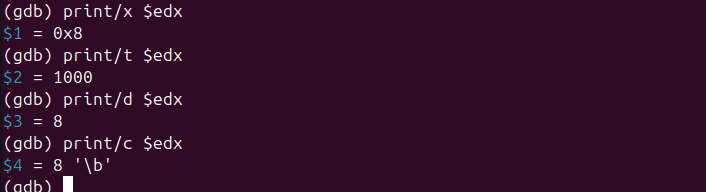 (gdb) print/x $edx
$1 = 0x8
(gdb) print/t $edx
$2 = 1000
(gdb) print/d $edx
$3 = 8
(gdb) print/c $edx
$4 = 8 '\b'
(gdb)